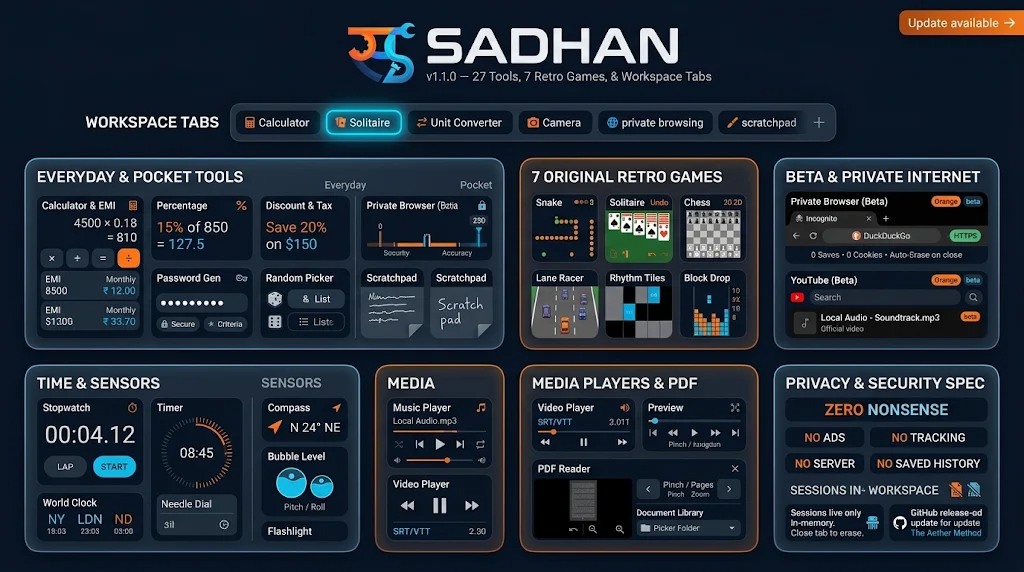 Update available →
SADHAN
v1.1.0 — 27 Tools, 7 Retro Games, & Workspace Tabs
WORKSPACE TABS
Calculator
Solitaire
Unit Converter
Camera
private browsing
scratchpad
+
EVERYDAY & POCKET TOOLS
Everyday
Pocket
Calculator & EMI
4500 × 0.18
= 810
× ÷ = ÷
EMI Monthly
8500 ₹ 12.00
EMI Monthly
₹ 33.70
Percentage %
15% of 850
= 127.5
Password Gen
Secure
Criteria
Discount & Tax
Save 20%
on $150
Random Picker
& List
Private Browser
230
0
Accuracy
Scratchpad
Scratchpad
Scratch
pad
7 ORIGINAL RETRO GAMES
Snake
Solitaire Undo
Chess 20 20
Lane Racer
Rhythm Tiles
Block Drop
BETA & PRIVATE INTERNET
Private Browser (Beta) Orange beta
Incognito × +
DuckDuckGo HTTPS
0 Saves • 0 Cookies • Auto-Erase on close
YouTube (Beta) Orange beta
Search
Local Audio - Soundtrack.mp3 beta
Official video
TIME & SENSORS
SENSORS
Stopwatch
00:04.12
LAP START
World Clock
NY LDN ND
18:03 23:03 03:00
Timer
08:45
Needle Dial
Compass
N 24° NE
Bubble Level
Pitch / Roll
Flashlight
MEDIA
Music Player
Local Audio.mp3
Video Player
SRT/VTT 2.30
MEDIA PLAYERS & PDF
Video Player
SRT/VTT 2.011
Preview
Pinch /
PDF Reader ×
Pinch / Pages
Pinch Zoom
Document Library
Picker Folder
PRIVACY & SECURITY SPEC
ZERO NONSENSE
NO ADS
NO TRACKING
NO SERVER
NO SAVED HISTORY
SESSIONS IN- WORKSPACE
Sessions live only
In-memory.
Close tab to erase.
GitHub release-ad
update for update
The Aether Method